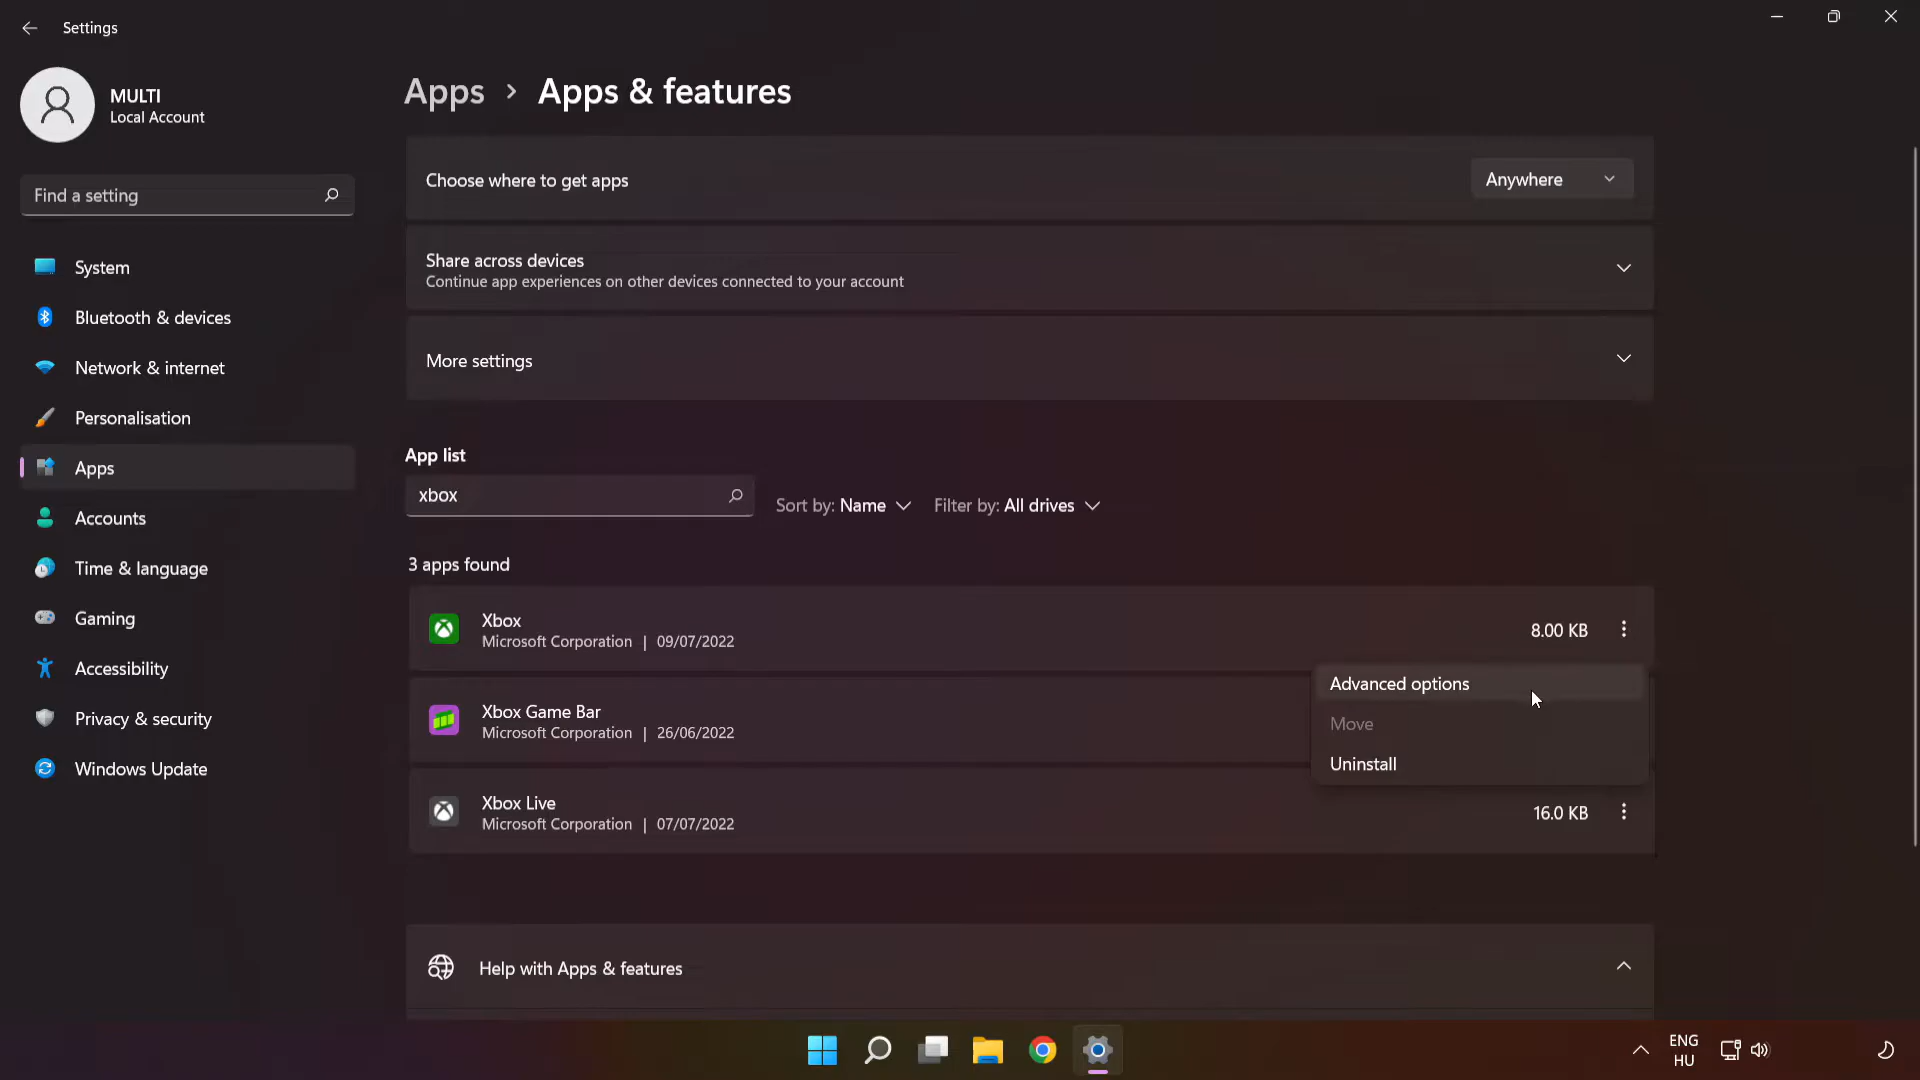 Settings
MULTI
Local Account
Find a setting
System
Bluetooth & devices
Network & internet
Personalisation
Apps
Accounts
Time & language
Gaming
Accessibility
Privacy & security
Windows Update
Apps > Apps & features
Choose where to get apps
Anywhere
Share across devices
Continue app experiences on other devices connected to your account
More settings
App list
xbox
Sort by: Name
Filter by: All drives
3 apps found
Xbox
Microsoft Corporation | 09/07/2022
8.00 KB
Xbox Game Bar
Microsoft Corporation | 26/06/2022
Advanced options
Move
Uninstall
Xbox Live
Microsoft Corporation | 07/07/2022
16.0 KB
Help with Apps & features
ENG
HU